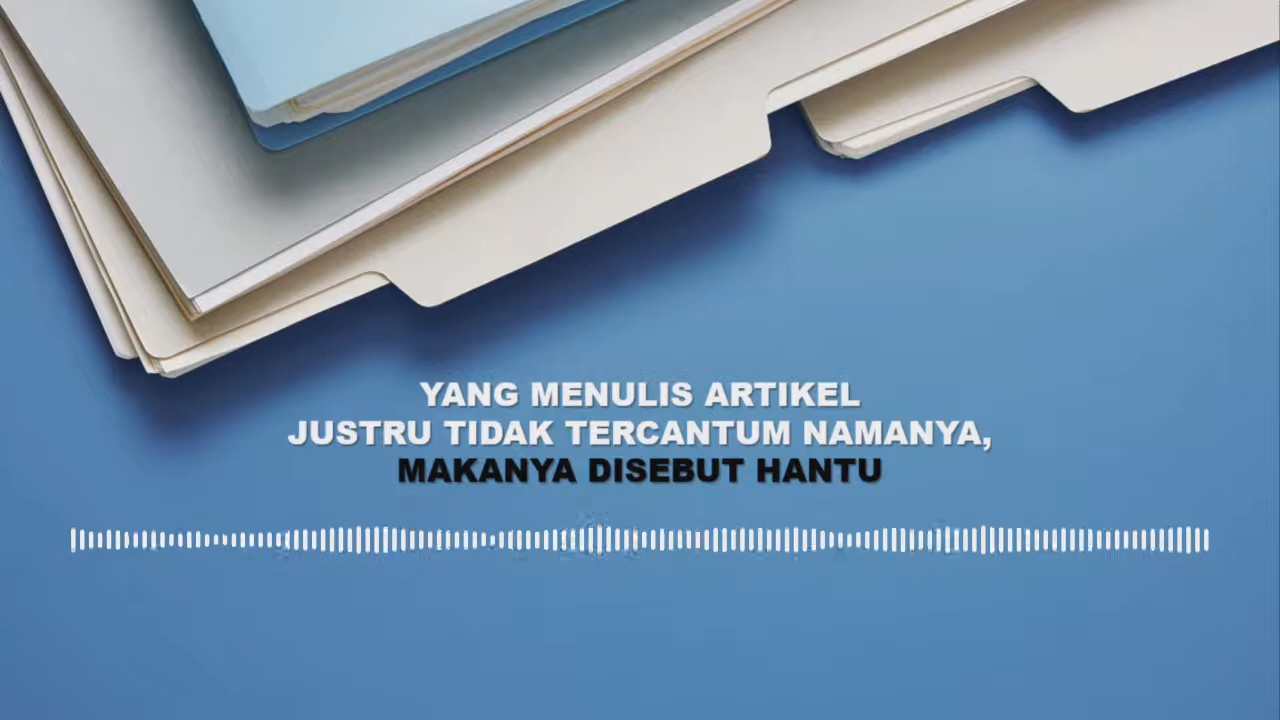 YANG MENULIS ARTIKEL
JUSTRU TIDAK TERCANTUM NAMANYA,
MAKANYA DISEBUT HANTU